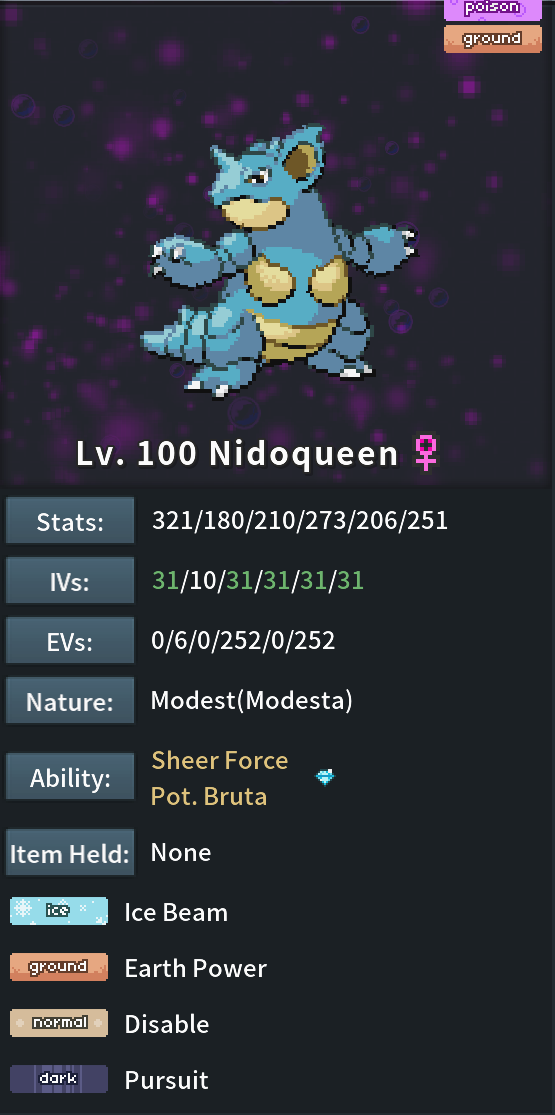 poison
ground
Lv. 100 Nidoqueen ♀
Stats: 321/180/210/273/206/251
IVs: 31/10/31/31/31/31
EVs: 0/6/0/252/0/252
Nature: Modest(Modesta)
Ability: Sheer Force
Pot. Bruta
Item Held: None
ice Ice Beam
ground Earth Power
normal Disable
dark Pursuit